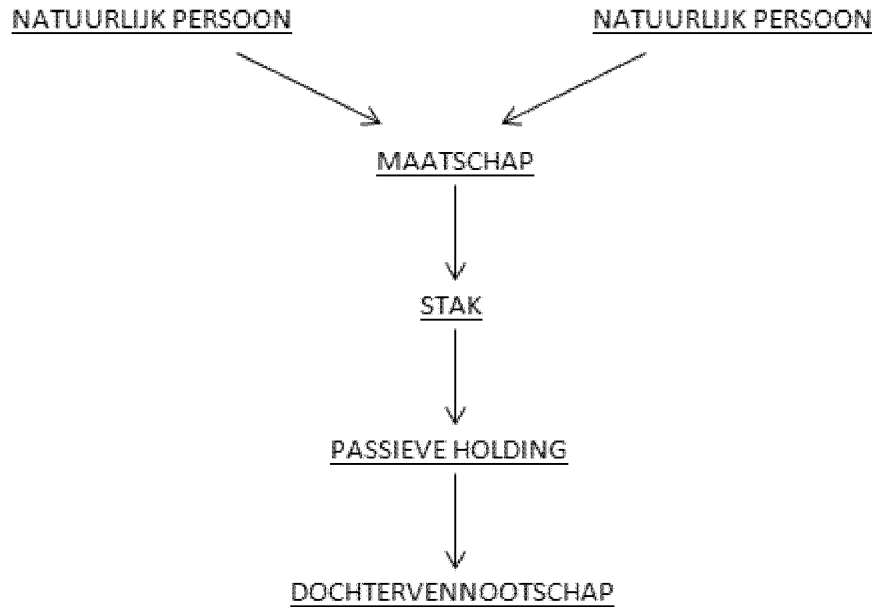 NATUURLIJK PERSOON
NATUURLIJK PERSOON
MAATSCHAP
STAK
PASSIEVE HOLDING
DOCHTERVENNOOTSCHAP